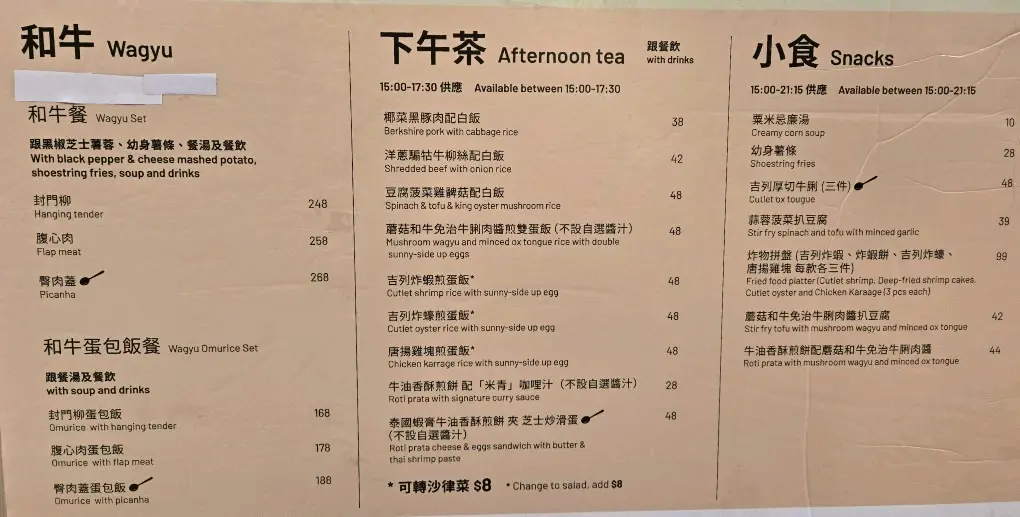 和牛 Wagyu
和牛餐 Wagyu Set
跟黑椒芝士薯蓉、幼身薯條、餐湯及餐飲
With black pepper & cheese mashed potato,
shoestring fries, soup and drinks
封門柳 248
Hanging tender
腹心肉 258
Flap meat
臀肉蓋 268
Picanha
和牛蛋包飯餐 Wagyu Omurice Set
跟餐湯及餐飲
with soup and drinks
封門柳蛋包飯 168
Omurice with hanging tender
腹心肉蛋包飯 178
Omurice with flap meat
臀肉蓋蛋包飯 188
Omurice with picanha
下午茶 Afternoon tea 跟餐飲
with drinks
15:00-17:30 供應 Available between 15:00-17:30
椰菜黑豚肉配白飯 38
Berkshire pork with cabbage rice
洋蔥騸牯牛柳絲配白飯 42
Shredded beef with onion rice
豆腐菠菜雞髀菇配白飯 48
Spinach & tofu & king oyster mushroom rice
蘑菇和牛免治牛脷肉醬煎雙蛋飯 (不設自選醬汁) 48
Mushroom wagyu and minced ox tongue rice with double
sunny-side up eggs
吉列炸蝦煎蛋飯* 48
Cutlet shrimp rice with sunny-side up egg
吉列炸蠔煎蛋飯* 48
Cutlet oyster rice with sunny-side up egg
唐揚雞塊煎蛋飯* 48
Chicken karrage rice with sunny-side up egg
牛油香酥煎餅 配「米青」咖哩汁 (不設自選醬汁) 28
Roti prata with signature curry sauce
泰國蝦膏牛油香酥煎餅 夾 芝士炒滑蛋 48
(不設自選醬汁)
Roti prata cheese & eggs sandwich with butter &
thai shrimp paste
* 可轉沙律菜 $8 * Change to salad, add $8
小食 Snacks
15:00-21:15 供應 Available between 15:00-21:15
粟米忌廉湯 10
Creamy corn soup
幼身薯條 28
Shoestring fries
吉列厚切牛脷 (三件) 48
Cutlet ox tougue
蒜蓉菠菜扒豆腐 39
Stir fry spinach and tofu with minced garlic
炸物拼盤 (吉列炸蝦、炸蝦餅、吉列炸蠔、 99
唐揚雞塊 每款各三件)
Fried food platter (Cutlet shrimp, Deep-fried shrimp cakes,
Cutlet oyster and Chicken Karaage (3 pcs each)
蘑菇和牛免治牛脷肉醬扒豆腐 42
Stir fry tofu with mushroom wagyu and minced ox tongue
牛油香酥煎餅配蘑菇和牛免治牛脷肉醬 44
Roti prata with mushroom wagyu and minced ox tongue